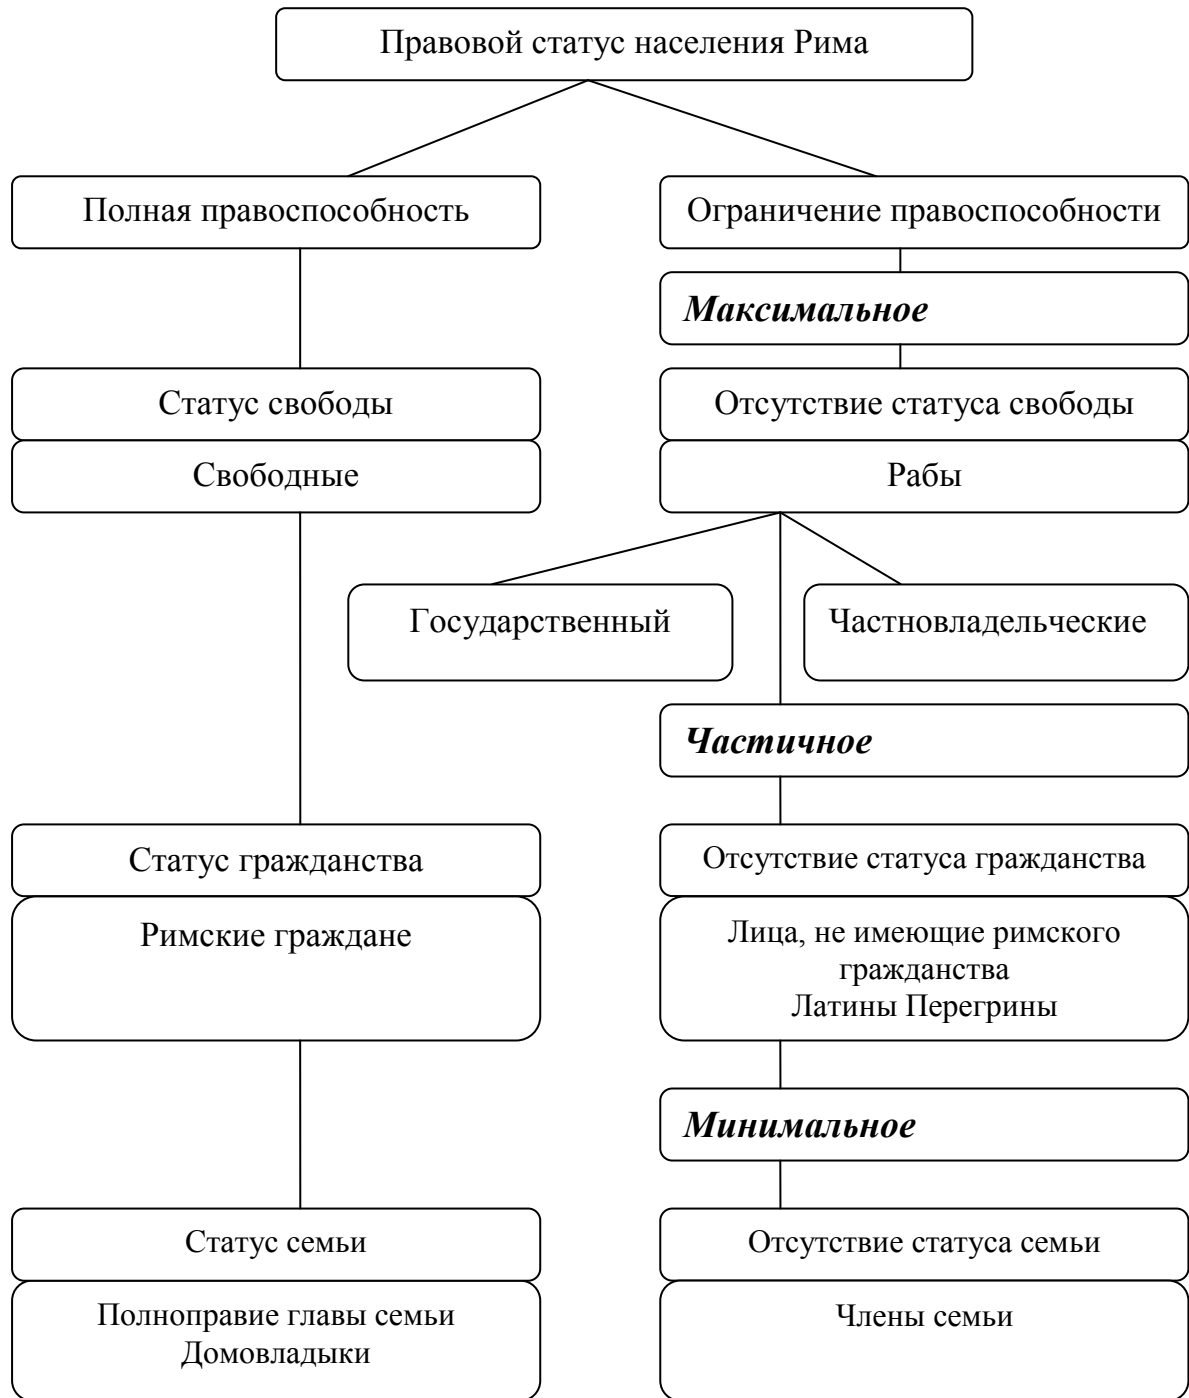 Правовой статус населения Рима
Полная правоспособность
Ограничение правоспособности
Максимальное
Статус свободы
Отсутствие статуса свободы
Свободные
Рабы
Государственный
Частновладельческие
Частичное
Статус гражданства
Отсутствие статуса гражданства
Римские граждане
Лица, не имеющие римского
гражданства
Латины Перегрины
Минимальное
Статус семьи
Отсутствие статуса семьи
Полноправие главы семьи
Домовладыки
Члены семьи